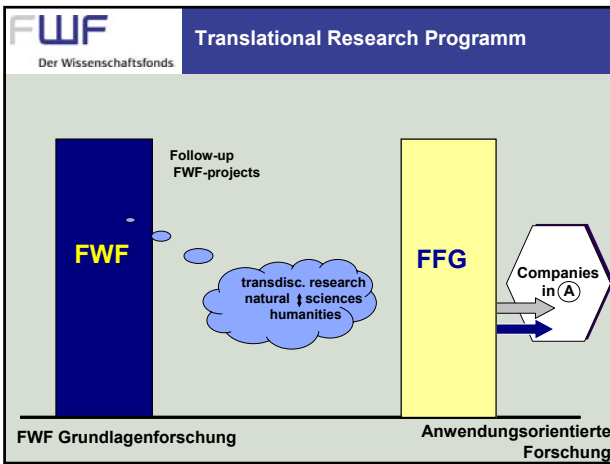 FWF
Der Wissenschaftsfonds
Translational Research Programm
Follow-up
FWF-projects
FWF
transdisc. research
natural sciences
humanities
FFG
Companies
in A
FWF Grundlagenforschung
Anwendungsorientierte
Forschung